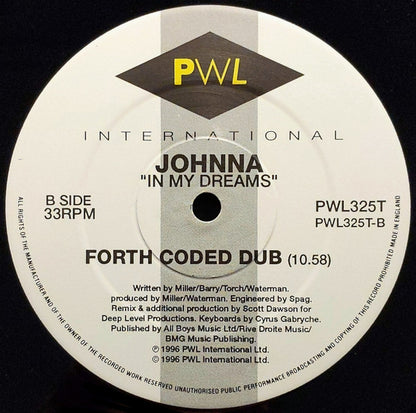 PWL
INTERNATIONAL
JOHNNA
"IN MY DREAMS"
B SIDE
33RPM
PWL325T
PWL325T-B
FORTH CODED DUB (10.58)
Written by Miller/Barry/Torch/Waterman.
produced by Miller/Waterman. Engineered by Spag.
Remix & additional production by Scott Dawson for
Deep Level Productions. Keyboards by Cyrus Gabryche.
Published by All Boys Music Ltd/Rive Droite Music/
BMG Music Publishing.
Ⓟ 1996 PWL International Ltd.
© 1996 PWL International Ltd.
ALL RIGHTS OF THE MANUFACTURER AND OF THE OWNER OF THE RECORDED WORK RESERVED UNAUTHORISED PUBLIC PERFORMANCE BROADCASTING AND COPYING OF THIS RECORD PROHIBITED MADE IN ENGLAND